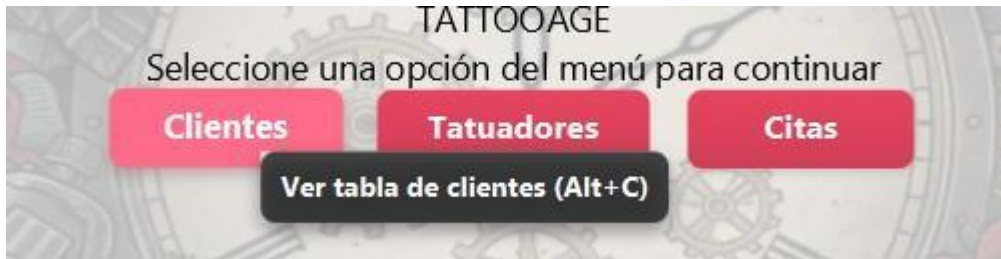 TATTOOAGE
Seleccione una opción del menú para continuar
Clientes Tatuadores Citas
Ver tabla de clientes (Alt+C)